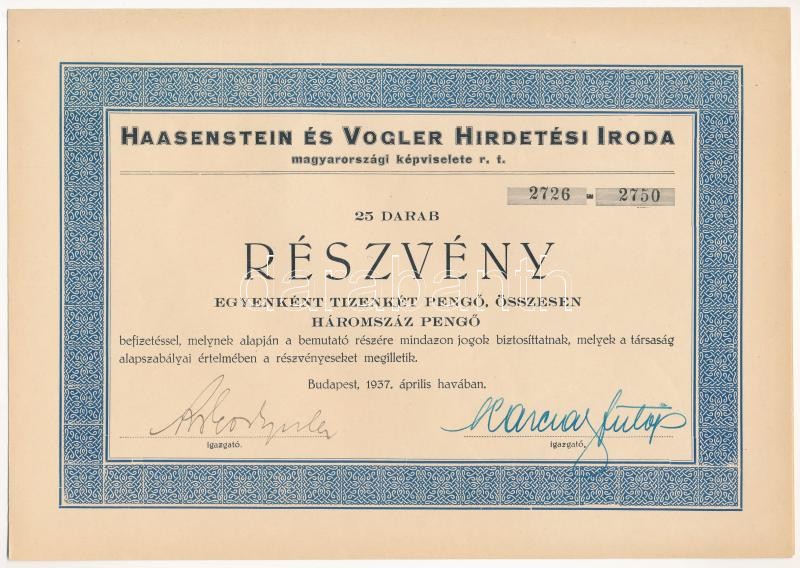 HAASENSTEIN ÉS VOGLER HIRDETÉSI IRODA
magyarországi képviselete r. t.
2726 - 2750
25 DARAB
RÉSZVÉNY
darabanth
EGYENKÉNT TIZENKÉT PENGŐ, ÖSSZESEN
HÁROMSZÁZ PENGŐ
befizetéssel, melynek alapján a bemutató részére mindazon jogok biztosíttatnak, melyek a társaság
alapszabályai értelmében a részvényeseket megilletik.
Budapest, 1937. április havában.
igazgató. igazgató.